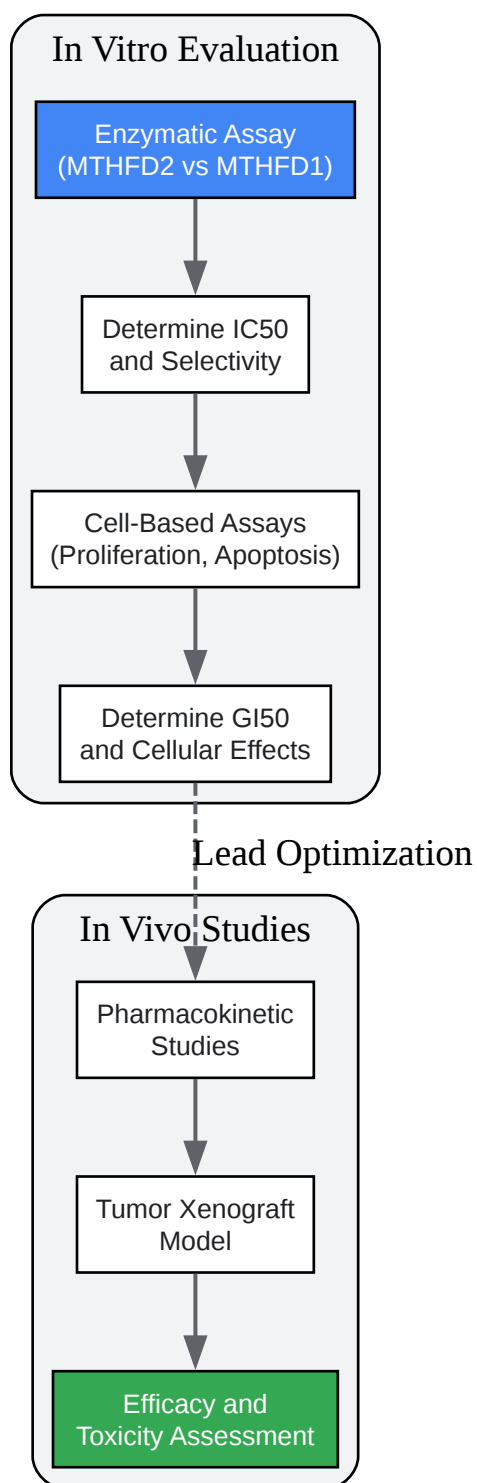 In Vitro Evaluation
Enzymatic Assay
(MTHFD2 vs MTHFD1)
Determine IC50
and Selectivity
Cell-Based Assays
(Proliferation, Apoptosis)
Determine GI50
and Cellular Effects
Lead Optimization
In Vivo Studies
Pharmacokinetic
Studies
Tumor Xenograft
Model
Efficacy and
Toxicity Assessment